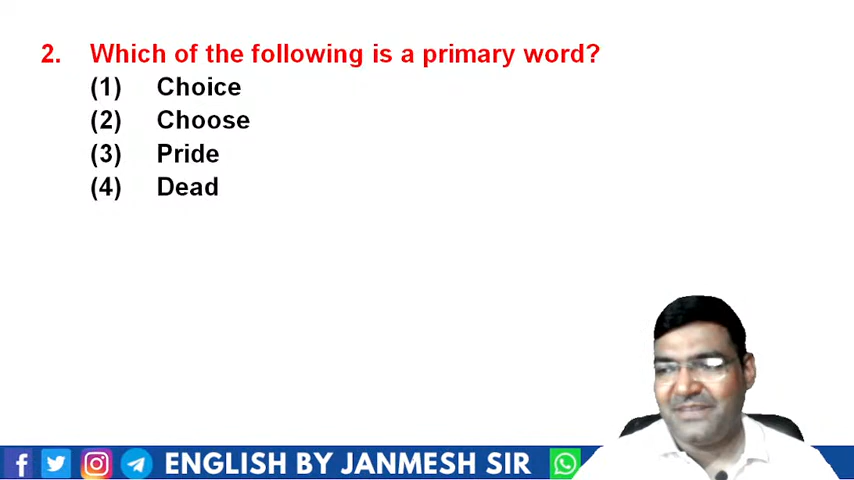 2. Which of the following is a primary word?
(1) Choice
(2) Choose
(3) Pride
(4) Dead
ENGLISH BY JANMESH SIR